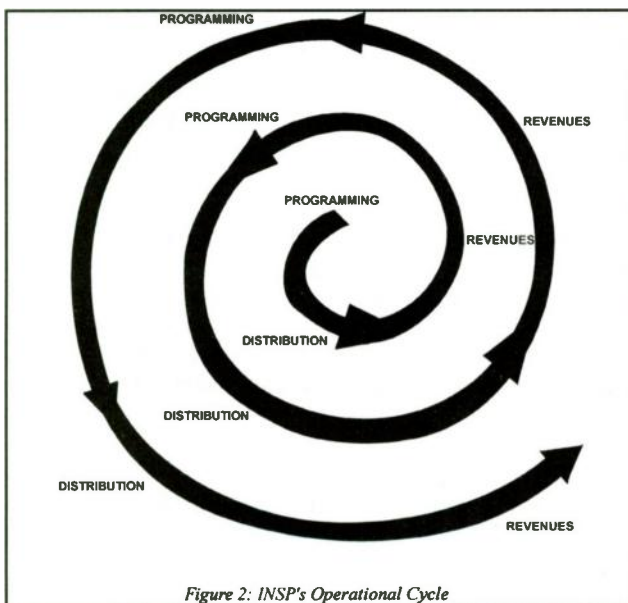 PROGRAMMING
REVENUES
PROGRAMMING
PROGRAMMING
REVENUES
DISTRIBUTION
DISTRIBUTION
DISTRIBUTION
REVENUES
Figure 2: INSP's Operational Cycle